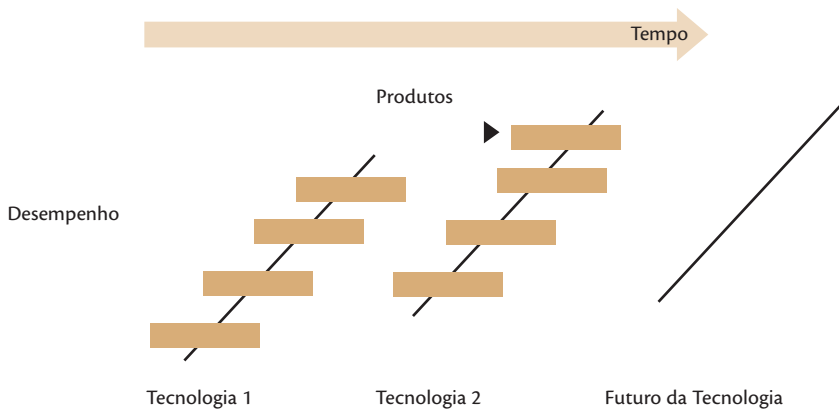 Tempo
Produtos
Desempenho
Tecnologia 1
Tecnologia 2
Futuro da Tecnologia